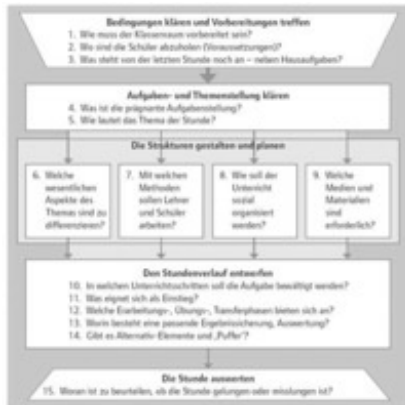 Bedingungen klären und Vorbereitungen treffen
1. Wie muss der Klassenraum vorbereitet sein?
2. Wo sind die Schüler abzuholen (Voraussetzungen)?
3. Was steht von der letzten Stunde noch an – neben Hausaufgaben?
Aufgaben- und Themenstellung klären
4. Was ist die prägnante Aufgabenstellung?
5. Wie lautet das Thema der Stunde?
Die Strukturen gestalten und planen
6. Welche
wesentlichen
Aspekte des
Themas sind zu
differenzieren?
7. Mit welchen
Methoden
sollen Lehrer
und Schüler
arbeiten?
8. Wie soll der
Unterricht
sozial
organisiert
werden?
9. Welche
Medien und
Materialien
sind
erforderlich?
Den Stundenverlauf entwerfen
10. In welchen Unterrichtsschritten soll die Aufgabe bewältigt werden?
11. Was eignet sich als Einstieg?
12. Welche Erarbeitungs-, Übungs-, Transferphasen bieten sich an?
13. Worin besteht eine passende Ergebnissicherung, Auswertung?
14. Gibt es Alternativ-Elemente und „Puffer‘?
Die Stunde auswerten
15. Woran ist zu beurteilen, ob die Stunde gelungen oder misslungen ist?